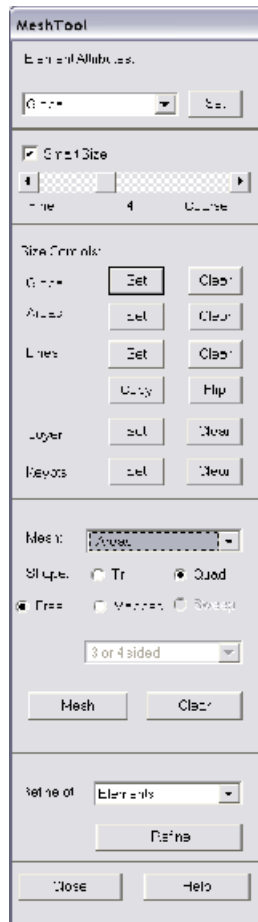 MeshTool
Element Attributes:
Global Set
SmartSize
Fine 4 Coarse
Size Controls:
Global Set Clear
Areas Set Clear
Lines Set Clear
Copy Flip
Layer Set Clear
Keypts Set Clear
Mesh: Areas
Shape: Tri Quad
Free Mapped Sweep
3 or 4 sided
Mesh Clear
Refine at Elements
Refine
Close Help